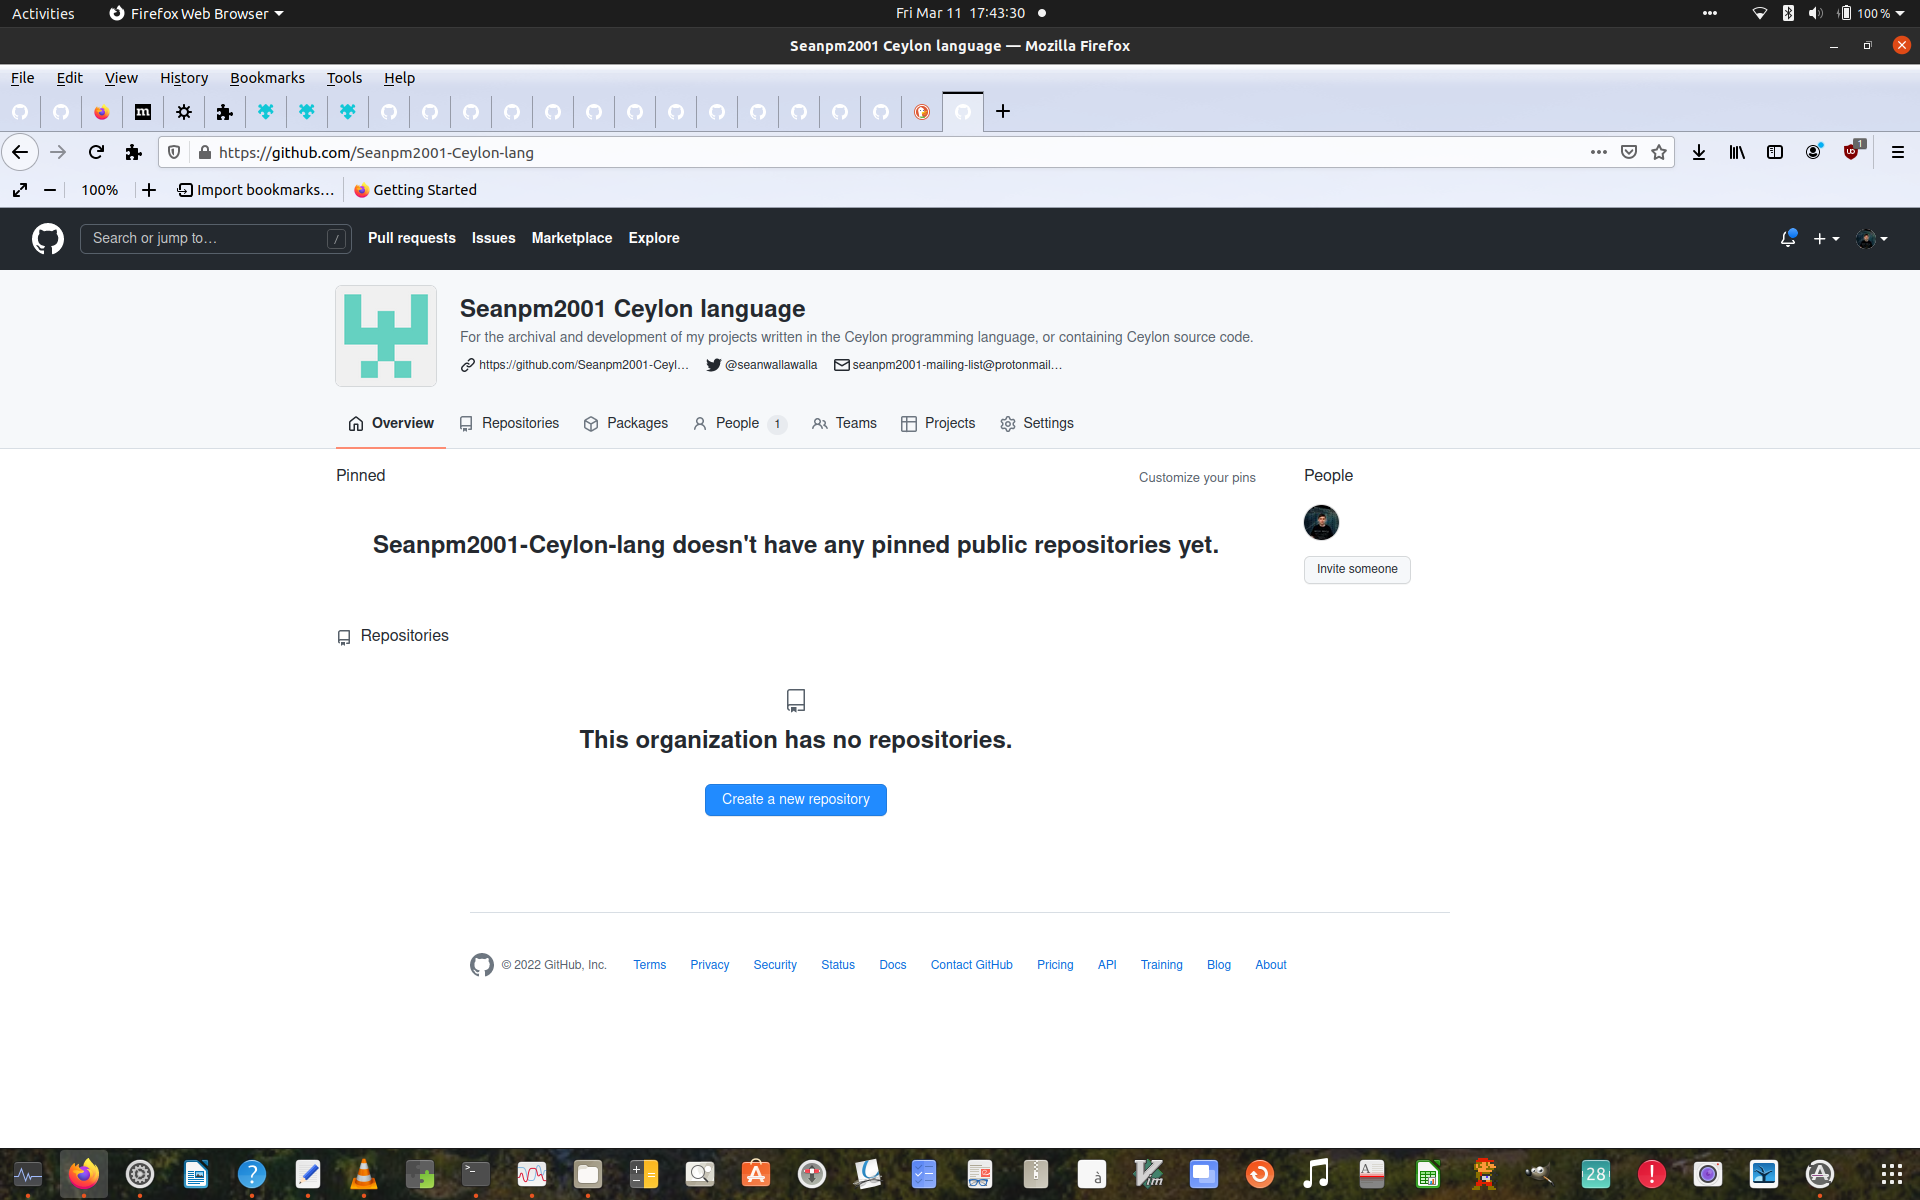 Activities Firefox Web Browser Fri Mar 11 17:43:30 100 %
Seanpm2001 Ceylon language — Mozilla Firefox
File Edit View History Bookmarks Tools Help
https://github.com/Seanpm2001-Ceylon-lang 1
100% Import bookmarks… Getting Started
Search or jump to… / Pull requests Issues Marketplace Explore
Seanpm2001 Ceylon language
For the archival and development of my projects written in the Ceylon programming language, or containing Ceylon source code.
https://github.com/Seanpm2001-Ceyl… @seanwallawalla seanpm2001-mailing-list@protonmail…
Overview Repositories Packages People 1 Teams Projects Settings
Pinned Customize your pins People
Seanpm2001-Ceylon-lang doesn't have any pinned public repositories yet.
Invite someone
Repositories
This organization has no repositories.
Create a new repository
© 2022 GitHub, Inc. Terms Privacy Security Status Docs Contact GitHub Pricing API Training Blog About
28